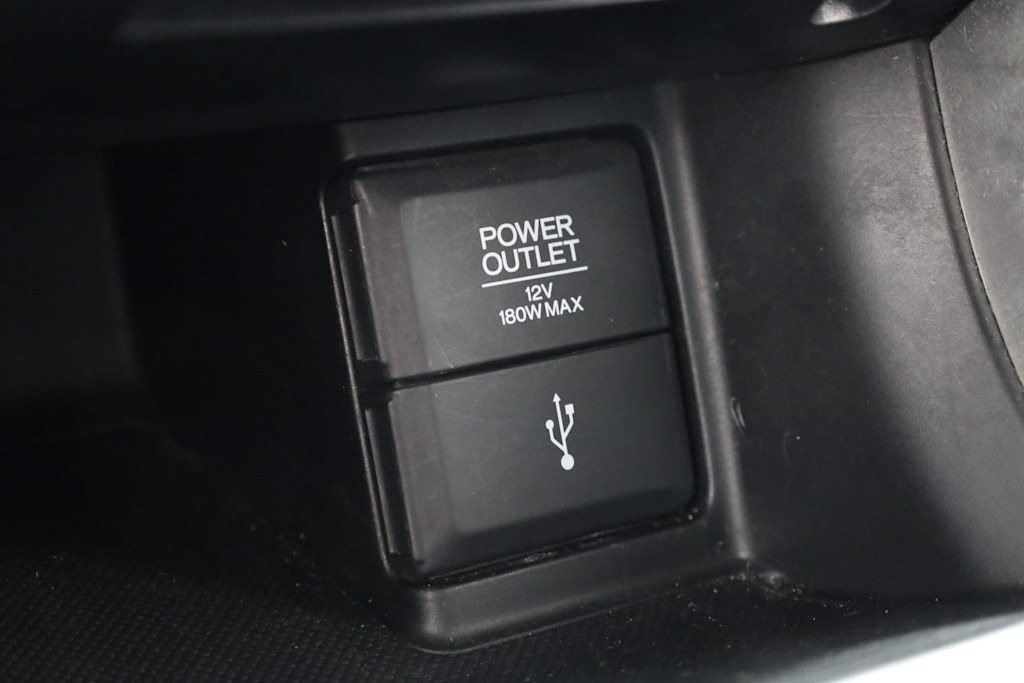 POWER
OUTLET
12V
180W MAX